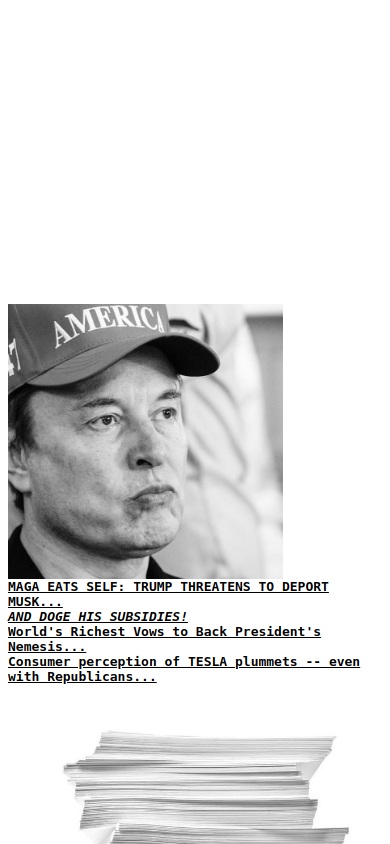 AMERICA
47
MAGA EATS SELF: TRUMP THREATENS TO DEPORT
MUSK...
AND DOGE HIS SUBSIDIES!
World's Richest Vows to Back President's
Nemesis...
Consumer perception of TESLA plummets -- even
with Republicans...